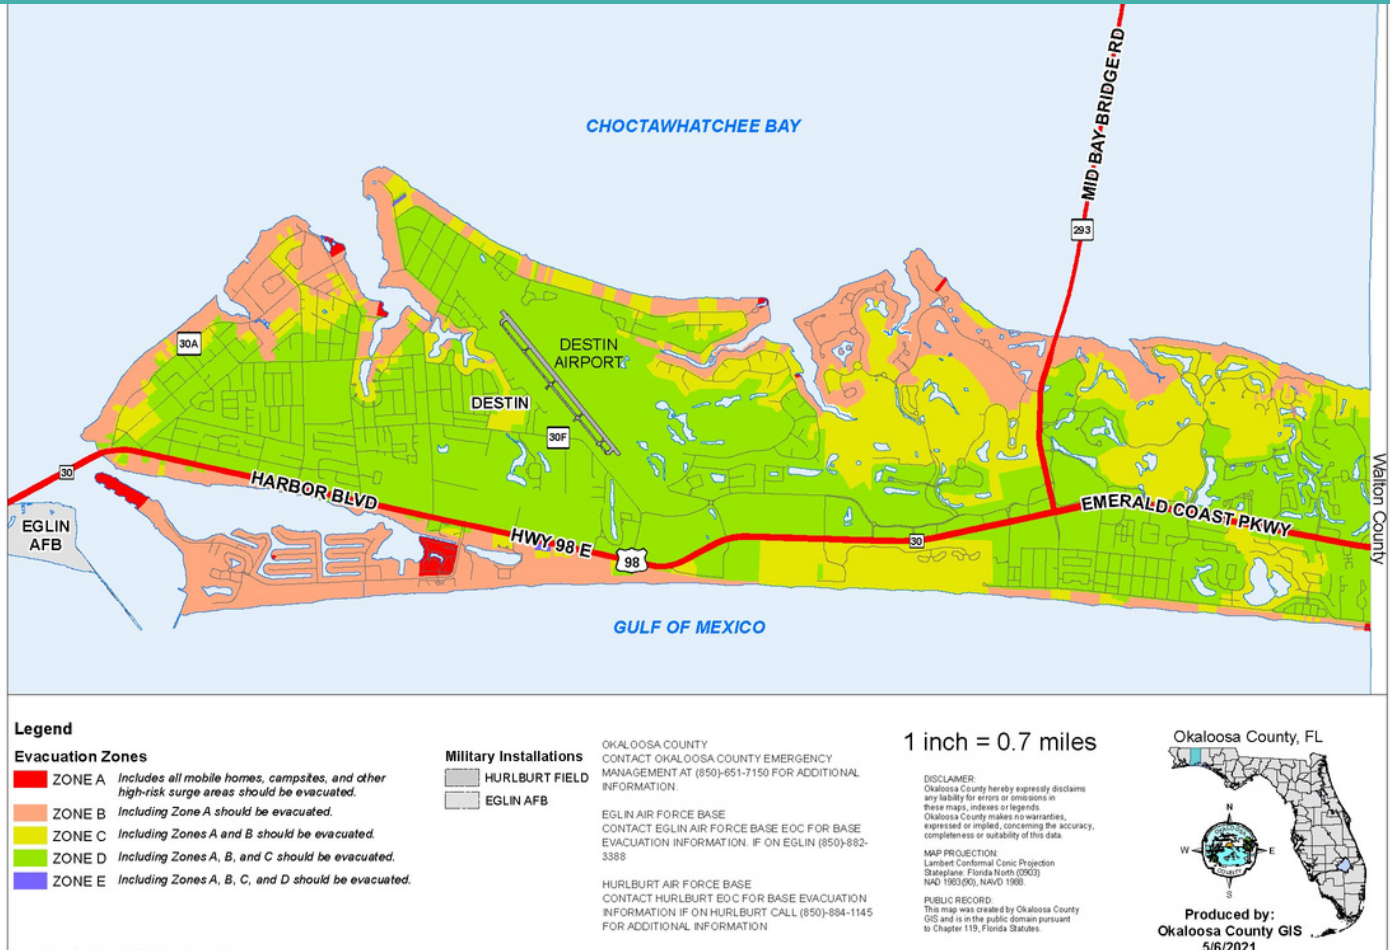 MID BAY BRIDGE RD
CHOCTAWHATCHEE BAY
293
30A
DESTIN
AIRPORT
DESTIN
30F
30
HARBOR BLVD
EMERALD COAST PKWY
Walton County
EGLIN
AFB
HWY 98 E
98
30
GULF OF MEXICO
Legend
Evacuation Zones
ZONE A Includes all mobile homes, campsites, and other
high-risk surge areas should be evacuated.
ZONE B Including Zone A should be evacuated.
ZONE C Including Zones A and B should be evacuated.
ZONE D Including Zones A, B, and C should be evacuated.
ZONE E Including Zones A, B, C, and D should be evacuated.
Military Installations
HURLBURT FIELD
EGLIN AFB
OKALOOSA COUNTY
CONTACT OKALOOSA COUNTY EMERGENCY
MANAGEMENT AT (850)-651-7150 FOR ADDITIONAL
INFORMATION.
EGLIN AIR FORCE BASE
CONTACT EGLIN AIR FORCE BASE EOC FOR BASE
EVACUATION INFORMATION. IF ON EGLIN (850)-882-
3388
HURLBURT AIR FORCE BASE
CONTACT HURLBURT EOC FOR BASE EVACUATION
INFORMATION IF ON HURLBURT CALL (850)-884-1145
FOR ADDITIONAL INFORMATION
1 inch = 0.7 miles
DISCLAIMER:
Okaloosa County hereby expressly disclaims
any liability for errors or omissions in
these maps, indexes or legends.
Okaloosa County makes no warranties,
expressed or implied, concerning the accuracy,
completeness or suitability of this data.
MAP PROJECTION:
Lambert Conformal Conic Projection
Stateplane: Florida North (0903)
NAD 1983(90), NAVD 1988.
PUBLIC RECORD:
This map was created by Okaloosa County
GIS and is in the public domain pursuant
to Chapter 119, Florida Statutes.
Okaloosa County, FL
N
W
E
S
OKALOOSA
COUNTY
Produced by:
Okaloosa County GIS
5/6/2021